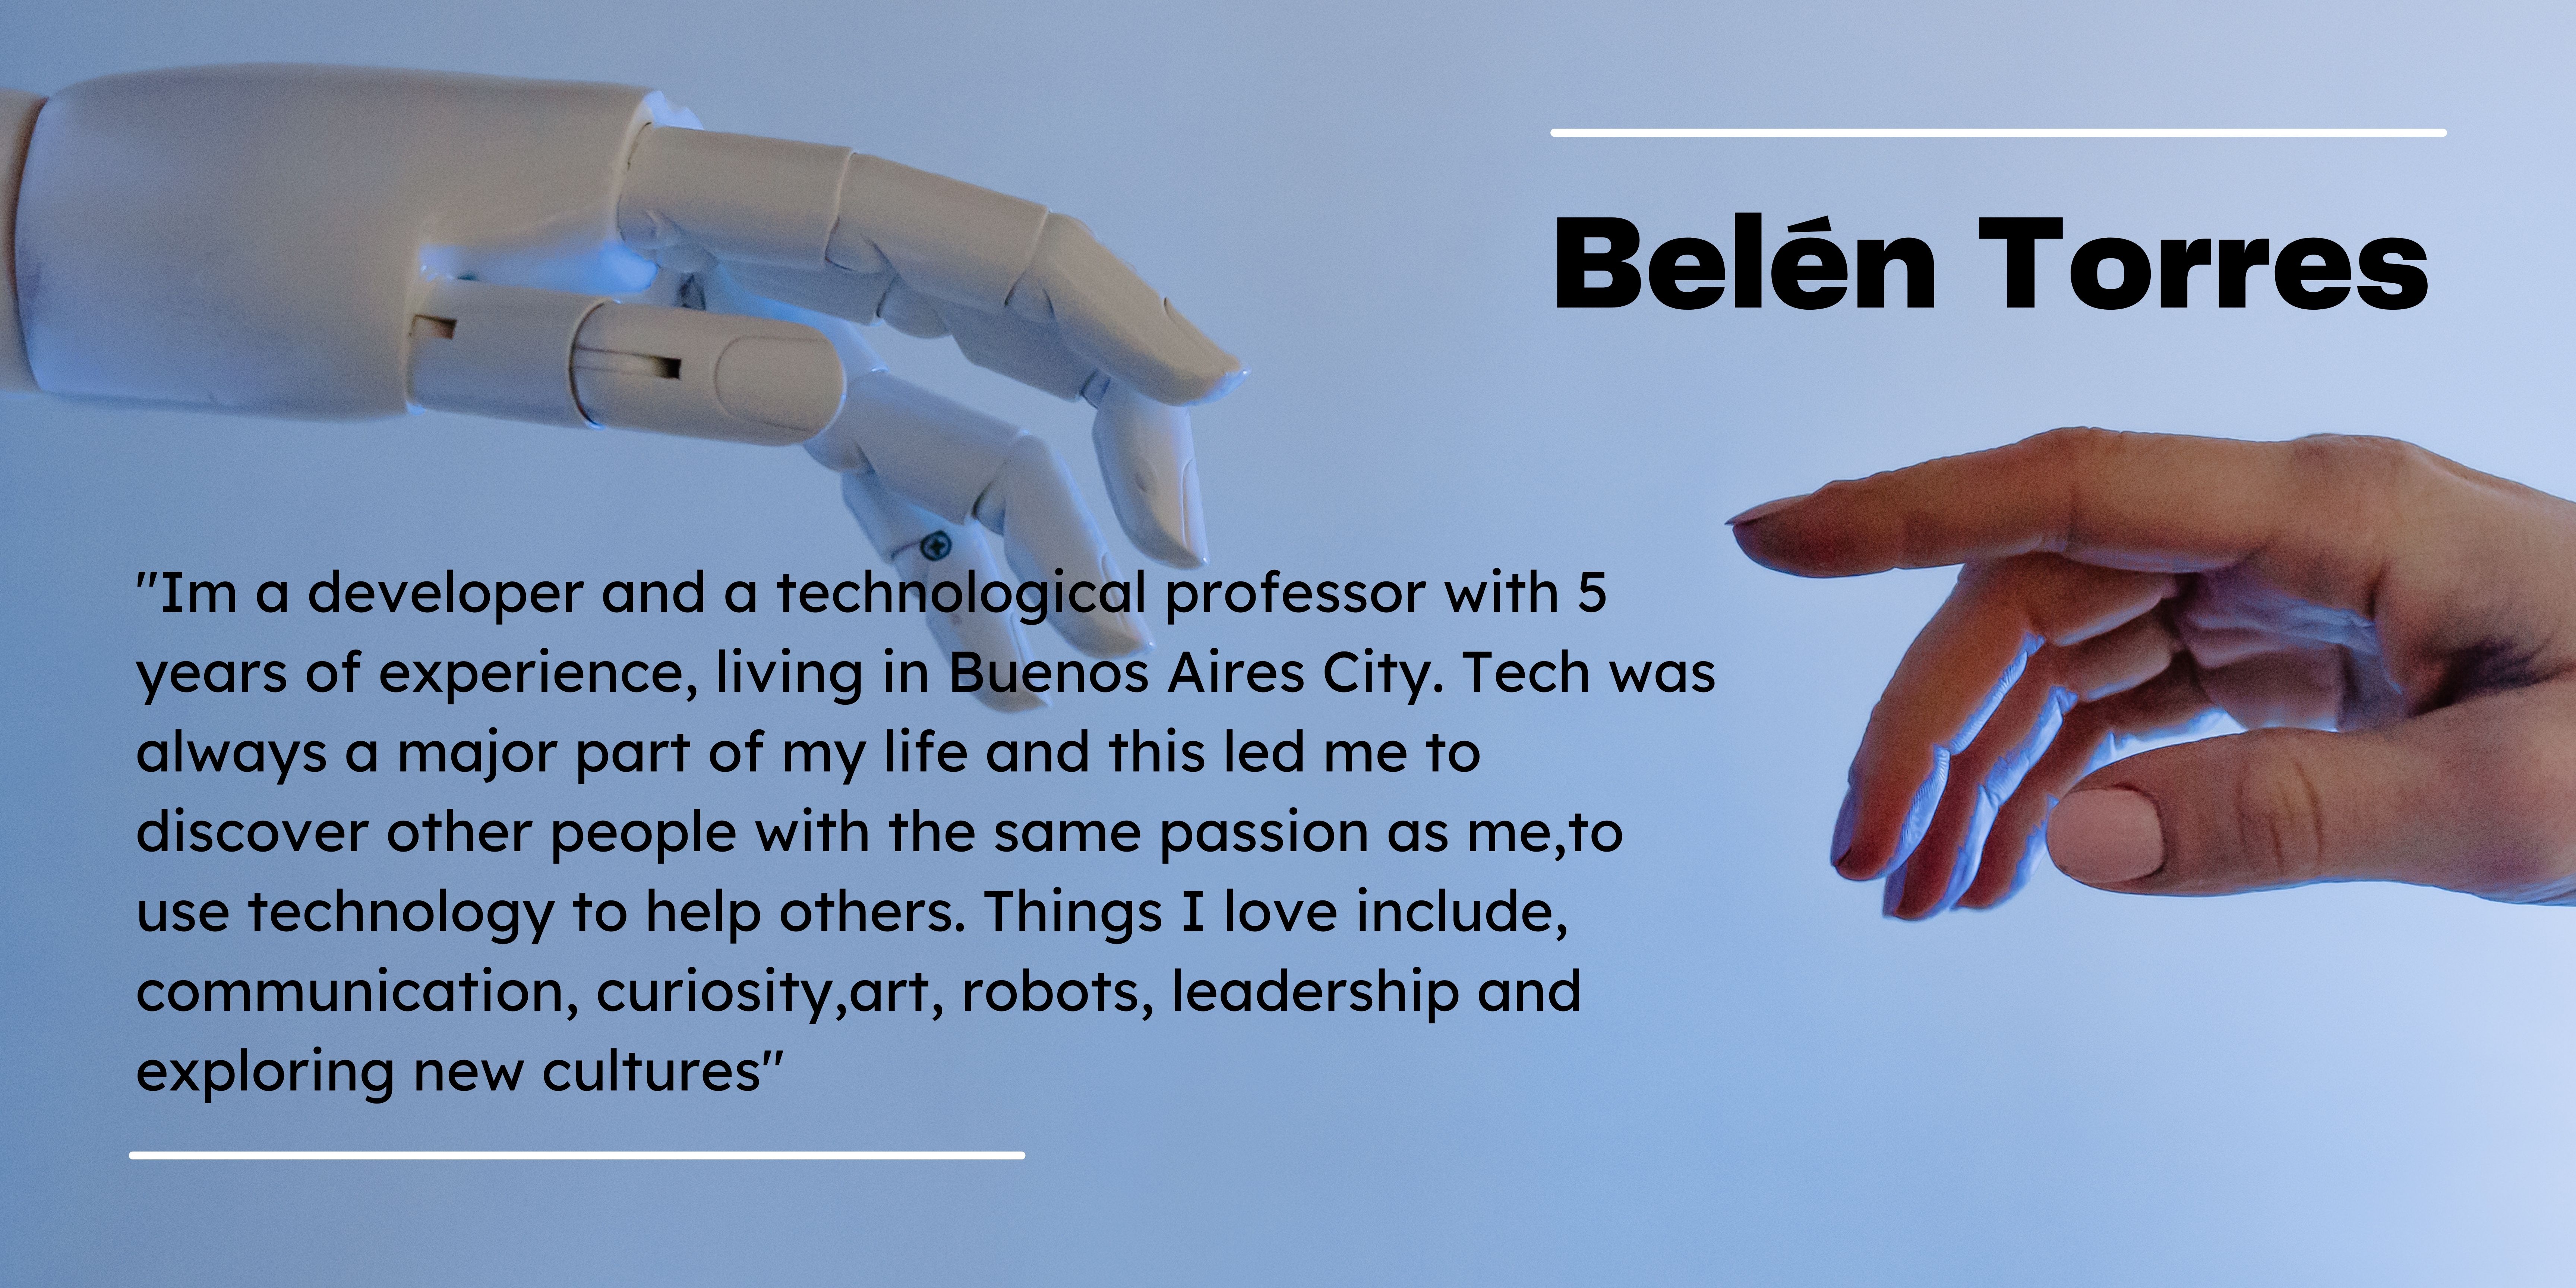 Belén Torres
"Im a developer and a technological professor with 5
years of experience, living in Buenos Aires City. Tech was
always a major part of my life and this led me to
discover other people with the same passion as me,to
use technology to help others. Things I love include,
communication, curiosity,art, robots, leadership and
exploring new cultures"